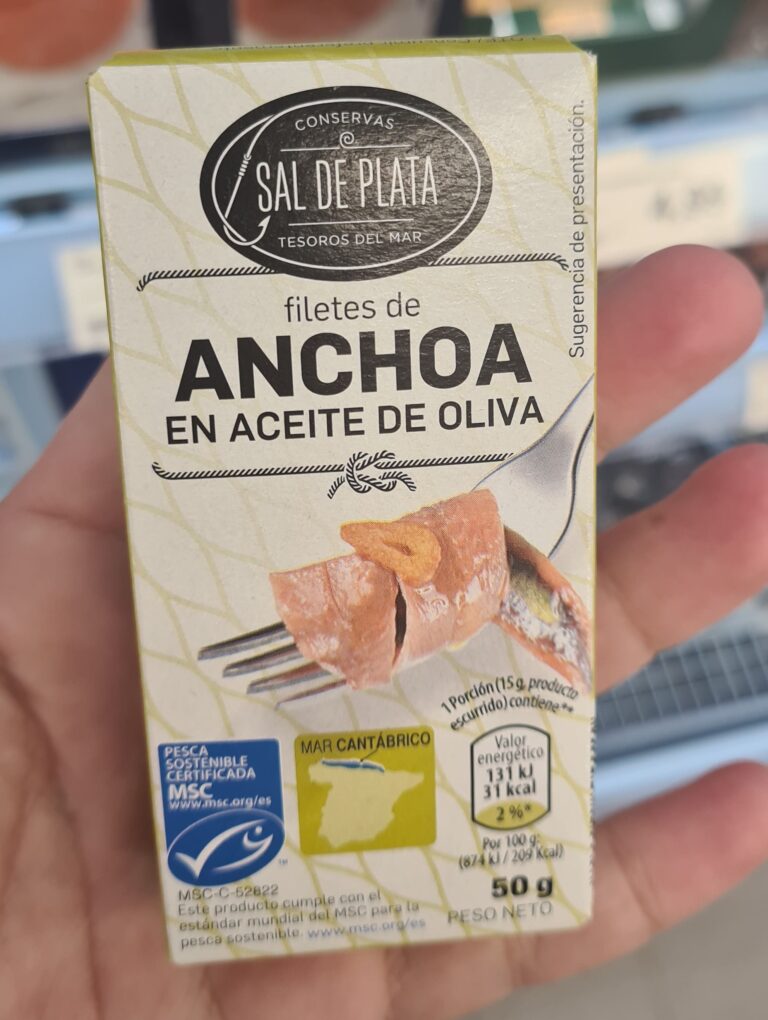 CONSERVAS
SAL DE PLATA
TESOROS DEL MAR
Sugerencia de presentación.
filetes de
ANCHOA
EN ACEITE DE OLIVA
1 Porción (15 g, producto
escurrido) contiene**
PESCA
SOSTENIBLE
CERTIFICADA
MSC
www.msc.org/es
TM
MAR CANTÁBRICO
Valor
energético
131 kJ
31 kcal
2 %*
Por 100 g:
(874 kJ / 209 kcal)
50 g
PESO NETO
MSC-C-52822
Este producto cumple con el
estándar mundial del MSC para la
pesca sostenible. www.msc.org/es